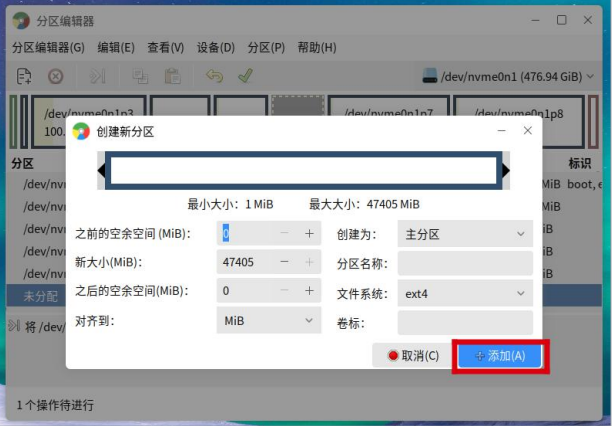 分区编辑器
分区编辑器(G) 编辑(E) 查看(V) 设备(D) 分区(P) 帮助(H)
/dev/nvme0n1 (476.94 GiB)
/dev/nvme0n1p3 /dev/nvme0n1p7 /dev/nvme0n1p8
100.
创建新分区
分区 标识
最小大小: 1 MiB 最大大小: 47405 MiB
/dev/nv MiB boot, e
/dev/nv MiB
/dev/nv iB
/dev/nv iB
/dev/nv iB
未分配
之前的空余空间 (MiB): 0 − + 创建为: 主分区
新大小(MiB): 47405 − + 分区名称:
之后的空余空间(MiB): 0 − + 文件系统: ext4
对齐到: MiB 卷标:
将 /dev/
取消(C) 添加(A)
1 个操作待进行